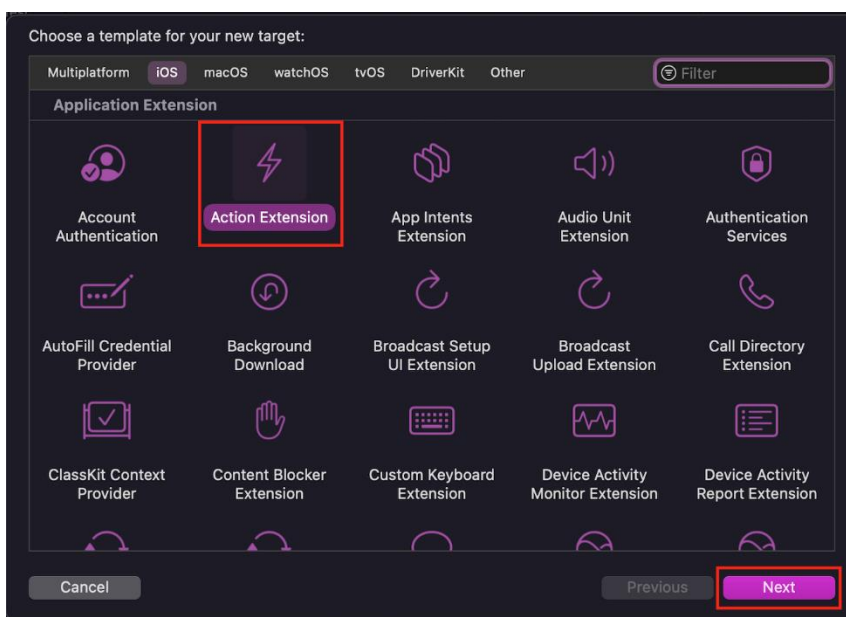 Choose a template for your new target:
Multiplatform iOS macOS watchOS tvOS DriverKit Other Filter
Application Extension
Account Authentication
Action Extension
App Intents Extension
Audio Unit Extension
Authentication Services
AutoFill Credential Provider
Background Download
Broadcast Setup UI Extension
Broadcast Upload Extension
Call Directory Extension
ClassKit Context Provider
Content Blocker Extension
Custom Keyboard Extension
Device Activity Monitor Extension
Device Activity Report Extension
Cancel Previous Next